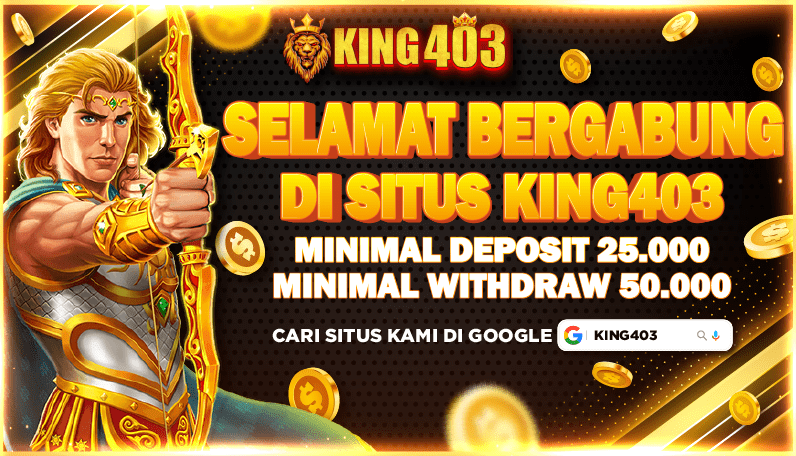 KING403
SELAMAT BERGABUNG
DI SITUS KING403
MINIMAL DEPOSIT 25.000
MINIMAL WITHDRAW 50.000
CARI SITUS KAMI DI GOOGLE G KING403